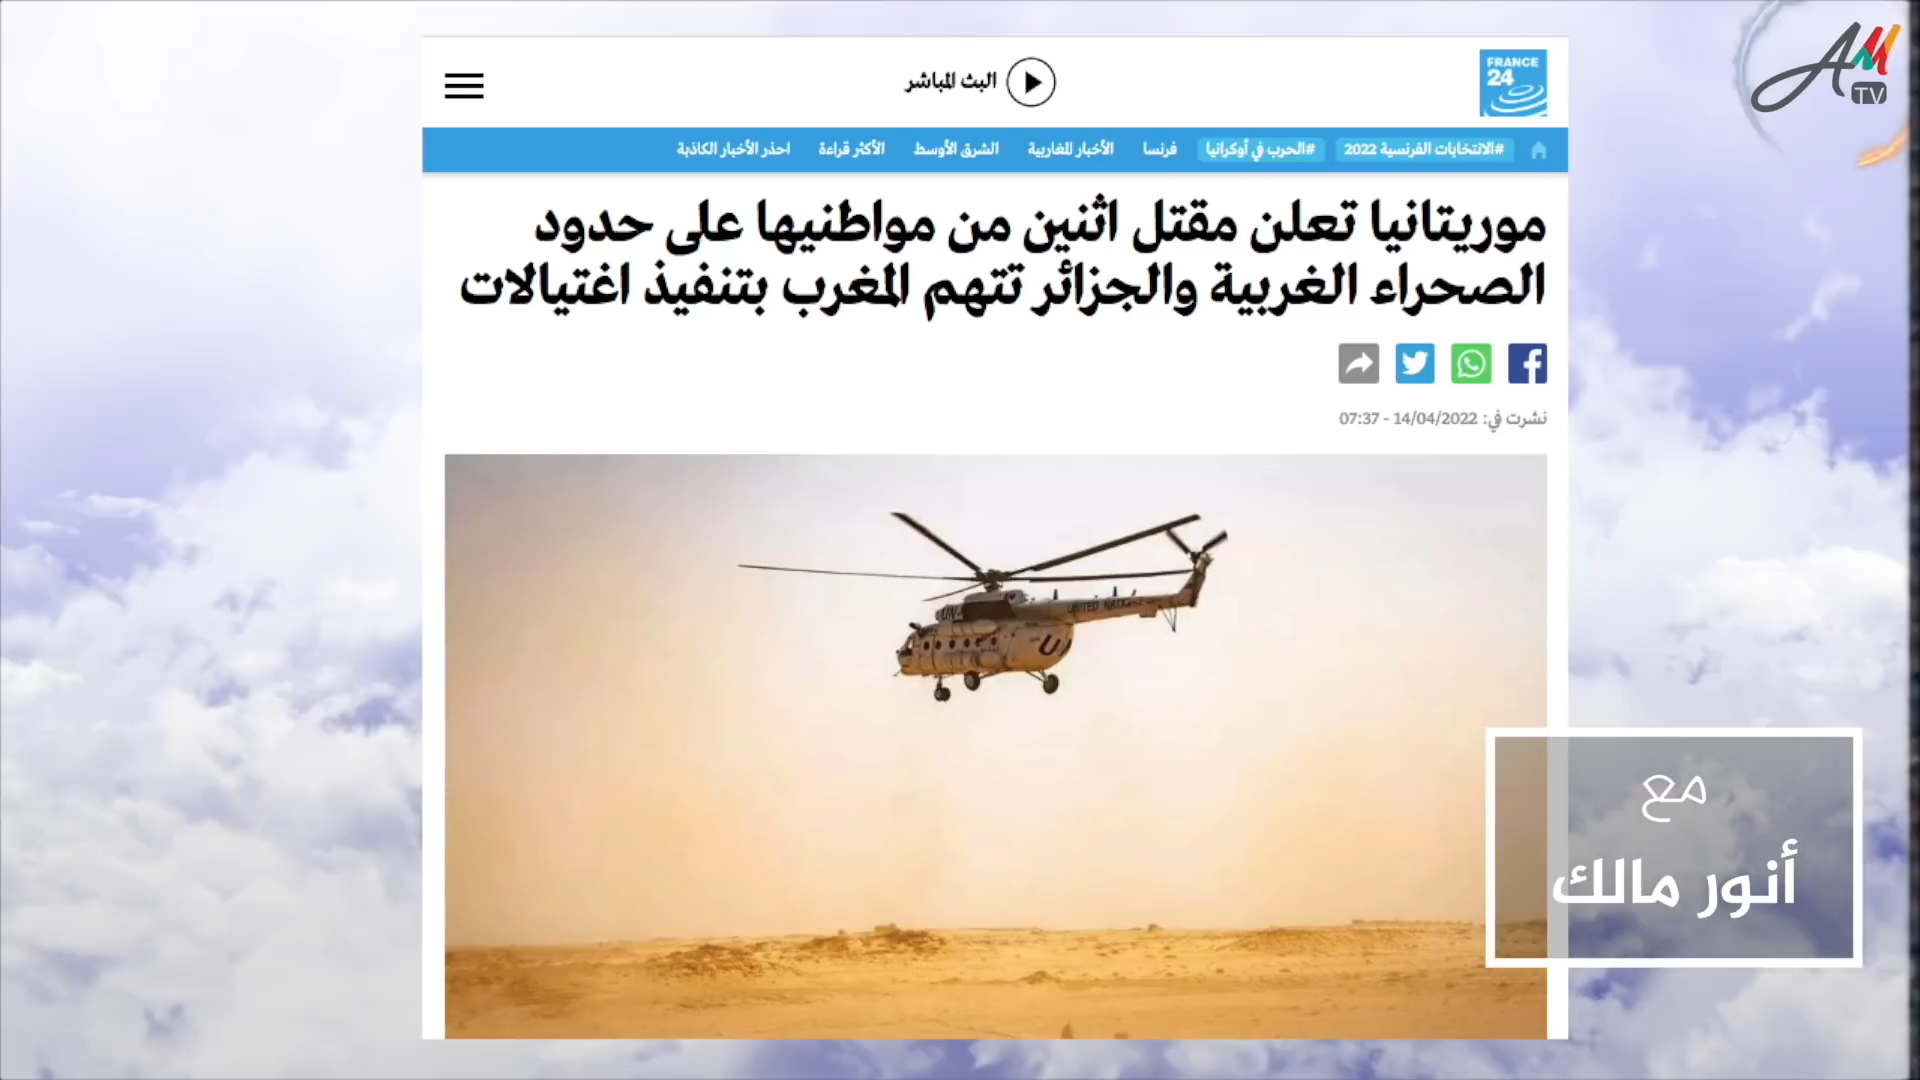 AM
TV
FRANCE
24
البث المباشر
#الانتخابات الفرنسية 2022 #الحرب في أوكرانيا فرنسا الأخبار المغاربية الشرق الأوسط الأكثر قراءة احذر الأخبار الكاذبة
موريتانيا تعلن مقتل اثنين من مواطنيها على حدود
الصحراء الغربية والجزائر تتهم المغرب بتنفيذ اغتيالات
نشرت في: 14/04/2022 - 07:37
UN
UNITED NATIONS
مع
أنور مالك